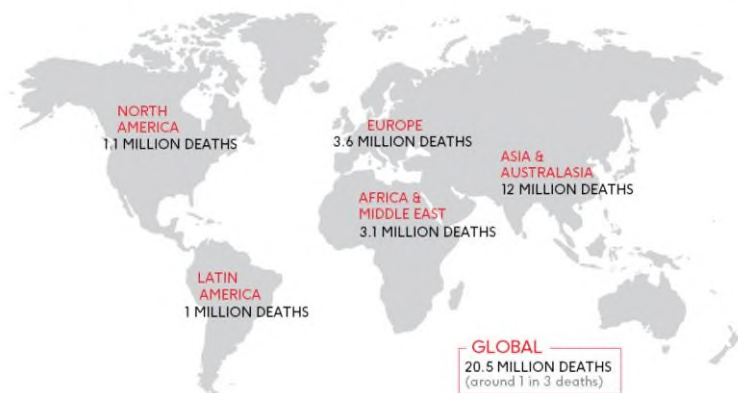 NORTH
AMERICA
1.1 MILLION DEATHS
EUROPE
3.6 MILLION DEATHS
ASIA &
AUSTRALASIA
12 MILLION DEATHS
AFRICA &
MIDDLE EAST
3.1 MILLION DEATHS
LATIN
AMERICA
1 MILLION DEATHS
GLOBAL
20.5 MILLION DEATHS
(around 1 in 3 deaths)